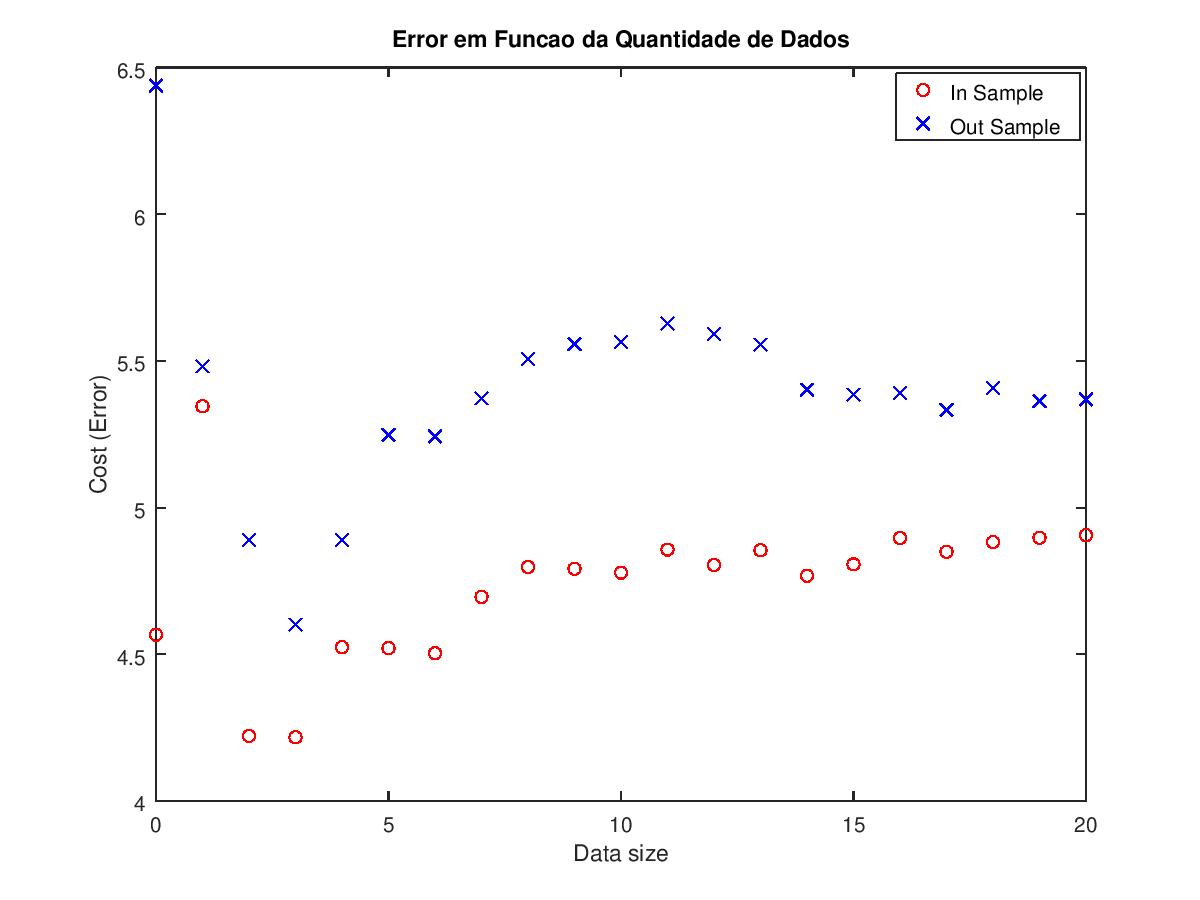 Error em Funcao da Quantidade de Dados
6.5
6
5.5
5
4.5
4
Cost (Error)
In Sample
Out Sample
0 5 10 15 20
Data size